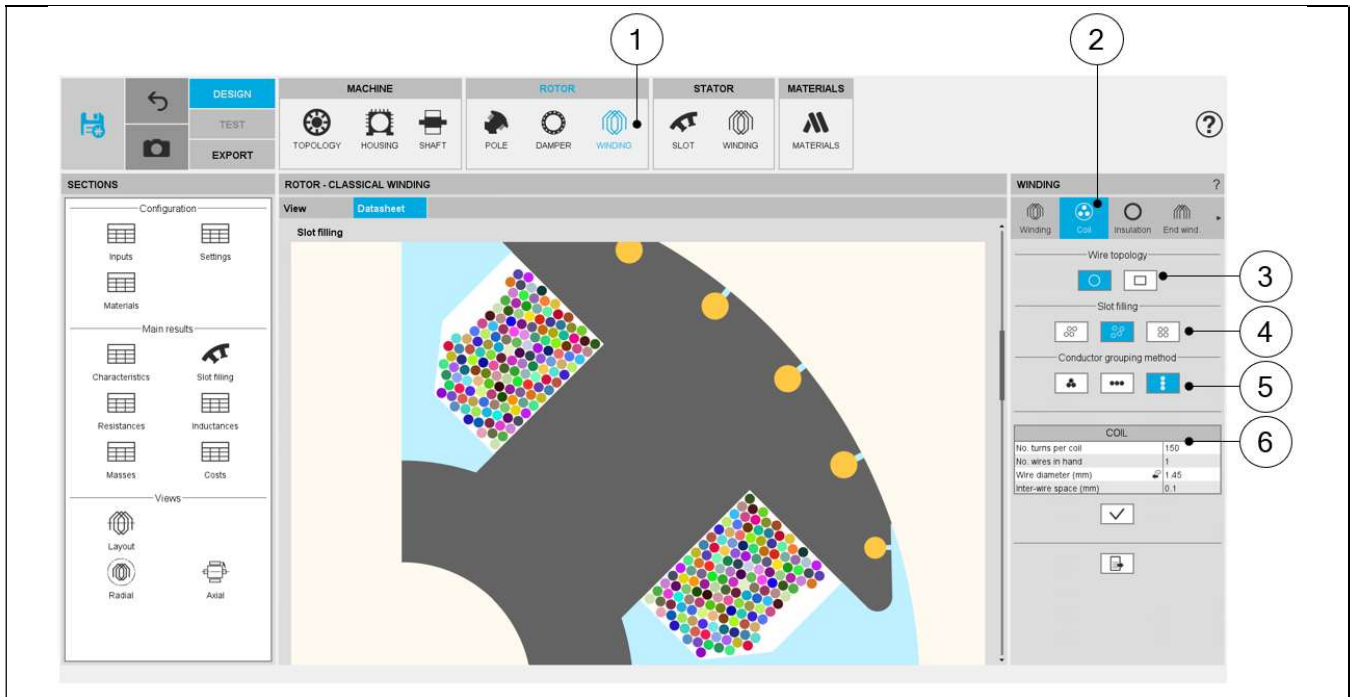 1
2
DESIGN
TEST
EXPORT
MACHINE
TOPOLOGY HOUSING SHAFT
ROTOR
POLE DAMPER WINDING
STATOR
SLOT WINDING
MATERIALS
MATERIALS
?
SECTIONS
Configuration
Inputs Settings
Materials
Main results
Characteristics Slot filling
Resistances Inductances
Masses Costs
Views
Layout
Radial Axial
ROTOR - CLASSICAL WINDING
View Datasheet
Slot filling
WINDING ?
Winding Coil Insulation End wind.
Wire topology
3
Slot filling
4
Conductor grouping method
5
COIL
No. turns per coil 150
No. wires in hand 1
Wire diameter (mm) 1.45
Inter-wire space (mm) 0.1
6